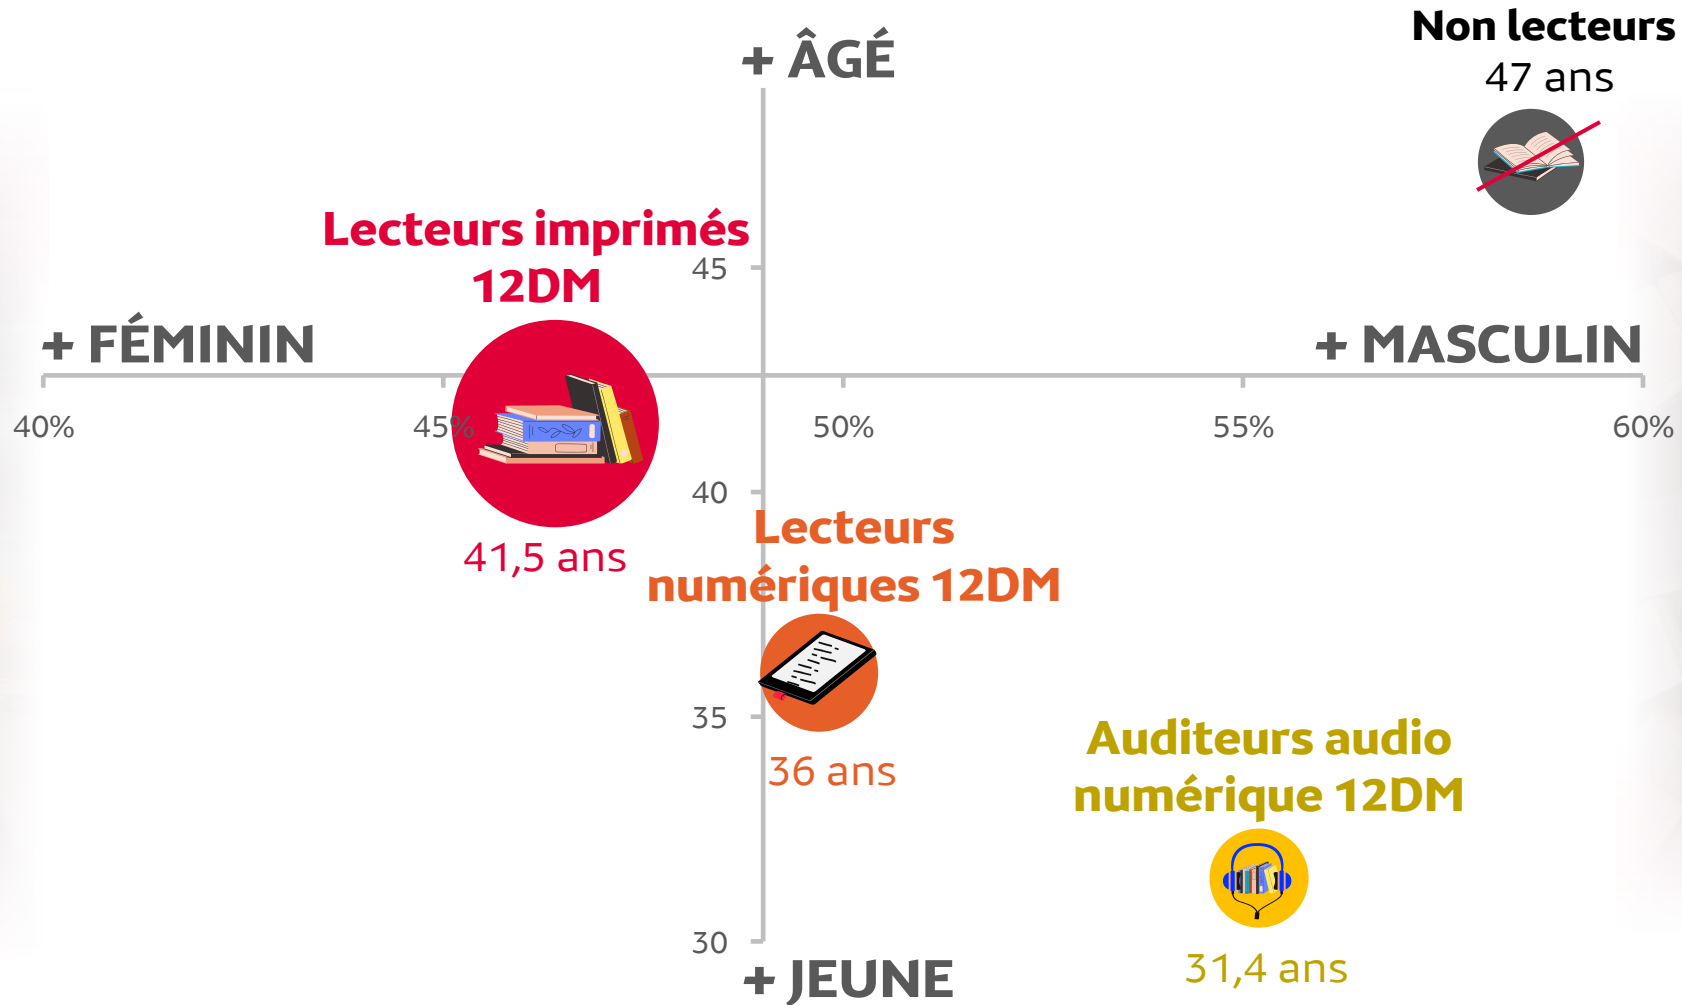 Non lecteurs
47 ans
+ ÂGÉ
Lecteurs imprimés
12DM
45
+ FÉMININ
+ MASCULIN
40%
45%
50%
55%
60%
40
41,5 ans
Lecteurs
numériques 12DM
35
36 ans
Auditeurs audio
numérique 12DM
30
31,4 ans
+ JEUNE